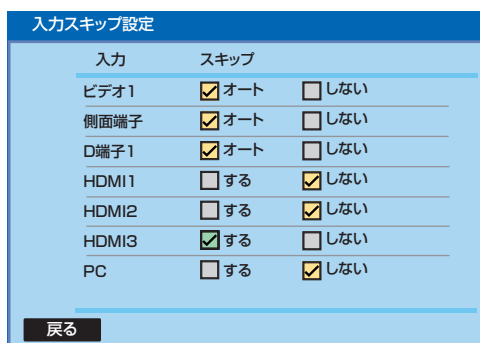 入力スキップ設定
入力 スキップ
ビデオ1 オート しない
側面端子 オート しない
D端子1 オート しない
HDMI1 する しない
HDMI2 する しない
HDMI3 する しない
PC する しない
戻る